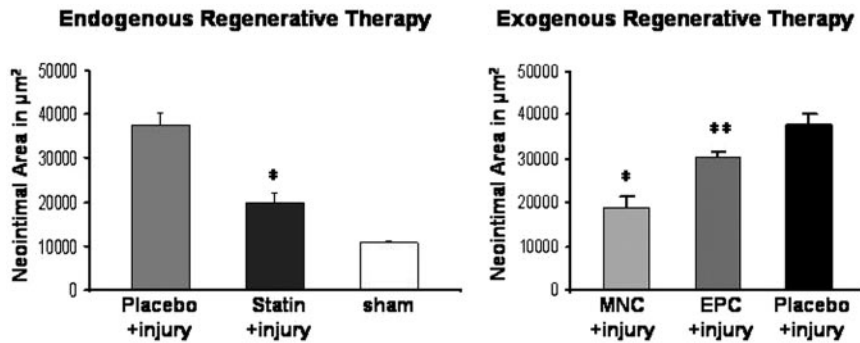 Endogenous Regenerative Therapy
Neointimal Area in µm²
50000
40000
30000
20000
10000
0
‡
Placebo +injury
Statin +injury
sham
Exogenous Regenerative Therapy
Neointimal Area in µm²
50000
40000
30000
20000
10000
0
‡
‡‡
MNC +injury
EPC +injury
Placebo +injury